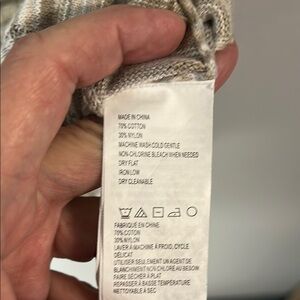 MADE IN CHINA
70% COTTON
30% NYLON
MACHINE WASH COLD GENTLE
NON-CHLORINE BLEACH WHEN NEEDED
DRY FLAT
IRON LOW
DRY CLEANABLE
FABRIQUÉ EN CHINE
70% COTON
30% NYLON
LAVER À MACHINE À FROID, CYCLE
DÉLICAT
UTILISER SEULEMENT UN AGENT DE
BLANCHIMENT NON CHLORÉ AU BESOIN
FAIRE SÉCHER À PLAT
REPASSER À BASSE TEMPÉRATURE
NETTOYABLE À SEC